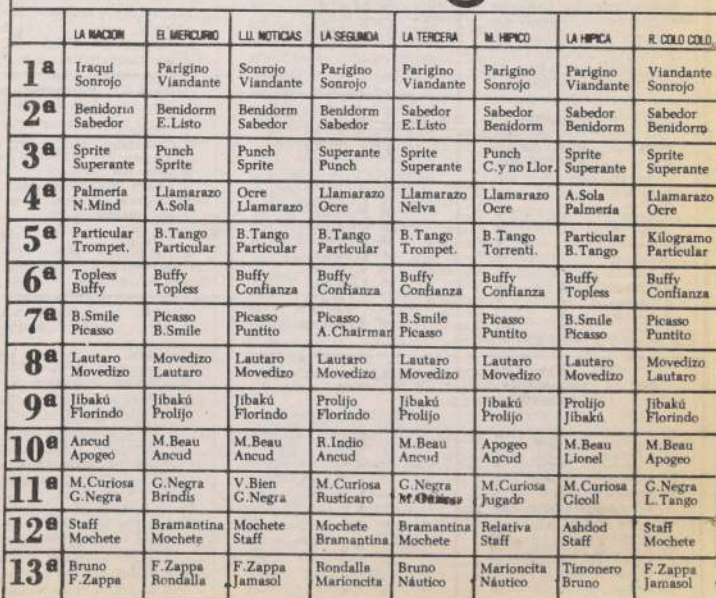 LA NACION EL MERCURIO L.U. NOTICIAS LA SEGUNDA LA TERCERA M. HIPICO LA HIPICA R. COLO COLO
1ª Iraquí Parigino Sonrojo Parigino Parigino Parigino Parigino Viandante
Sonrojo Viandante Viandante Sonrojo Viandante Sonrojo Viandante Sonrojo
2ª Benidorm Benidorm Benidorm Benidorm Sabedor Sabedor Sabedor Sabedor
Sabedor E.Listo Sabedor Sabedor E.Listo Benidorm Benidorm Benidorm
3ª Sprite Punch Punch Superante Sprite Punch Sprite Sprite
Superante Sprite Sprite Punch Superante C.y no Llor. Superante Superante
4ª Palmería Llamarazo Ocre Llamarazo Llamarazo Llamarazo A.Sola Llamarazo
N.Mind A.Sola Llamarazo Ocre Nelva Ocre Palmería Ocre
5ª Particular B.Tango B.Tango B.Tango B.Tango B.Tango Particular Kilogramo
Trompet. Particular Particular Particular Trompet. Torrenti. B.Tango Particular
6ª Topless Buffy Buffy Buffy Buffy Buffy Buffy Buffy
Buffy Topless Confianza Confianza Confianza Confianza Topless Confianza
7ª B.Smile Picasso Picasso Picasso B.Smile Picasso B.Smile Picasso
Picasso B.Smile Puntito A.Chairman Picasso Puntito Picasso Puntito
8ª Lautaro Movedizo Lautaro Lautaro Lautaro Lautaro Lautaro Movedizo
Movedizo Lautaro Movedizo Movedizo Movedizo Movedizo Movedizo Lautaro
9ª Jibakú Jibakú Jibakú Prolijo Jibakú Jibakú Prolijo Jibakú
Florindo Prolijo Florindo Florindo Prolijo Prolijo Jibakú Florindo
10ª Ancud M.Beau M.Beau R.Indio M.Beau Apogeo M.Beau M.Beau
Apogeo Ancud Ancud Ancud Ancud Ancud Lionel Apogeo
11ª M.Curiosa G.Negra V.Bien M.Curiosa G.Negra M.Curiosa M.Curiosa G.Negra
G.Negra Brindis G.Negra Rusticaro Jugado Gicoll L.Tango
12ª Staff Bramantina Mochete Mochete Bramantina Relativa Ashdod Staff
Mochete Mochete Staff Bramantina Mochete Staff Staff Mochete
13ª Bruno F.Zappa F.Zappa Rondalla Bruno Marioncita Timonero F.Zappa
F.Zappa Rondalla Jamasol Marioncita Náutico Náutico Bruno Jamasol